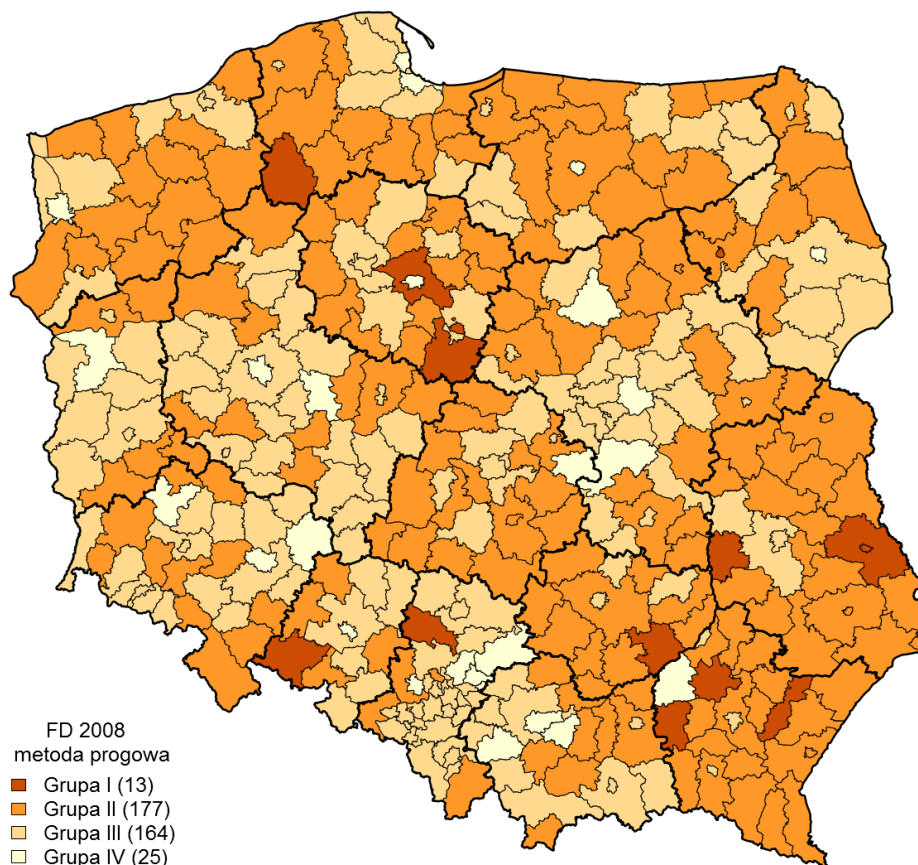 FD 2008
metoda progowa
Grupa I (13)
Grupa II (177)
Grupa III (164)
Grupa IV (25)